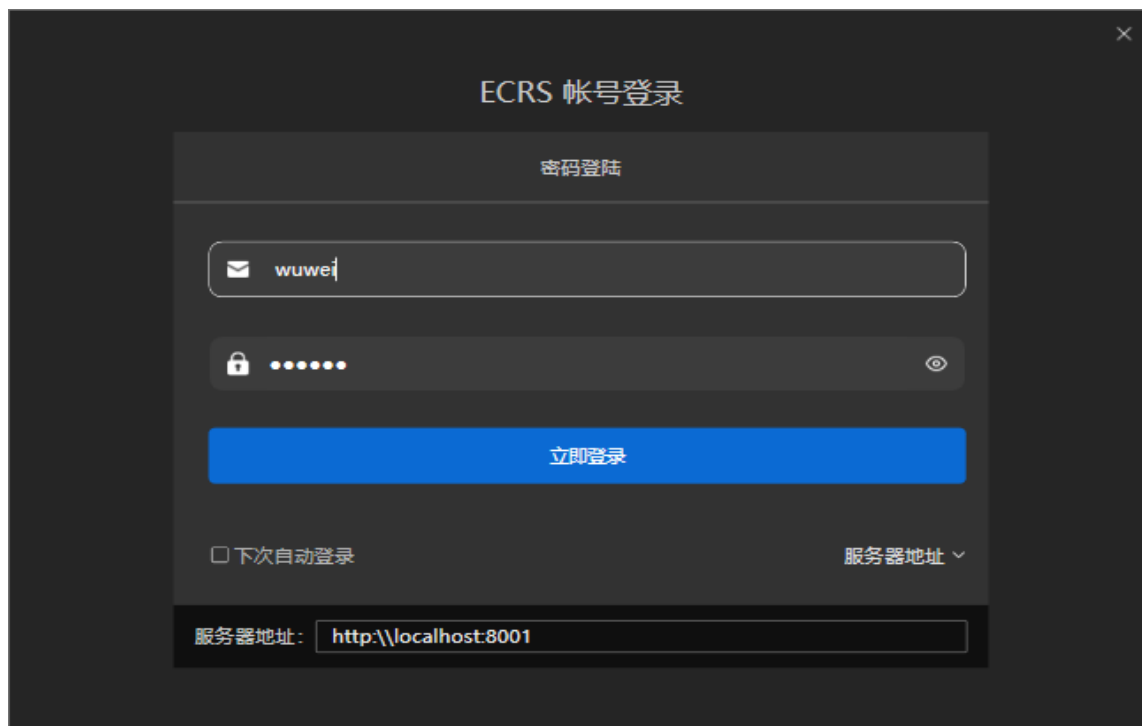 ECRS 帐号登录
密码登陆
wuwei
••••••
立即登录
下次自动登录 服务器地址
服务器地址: http:\\localhost:8001